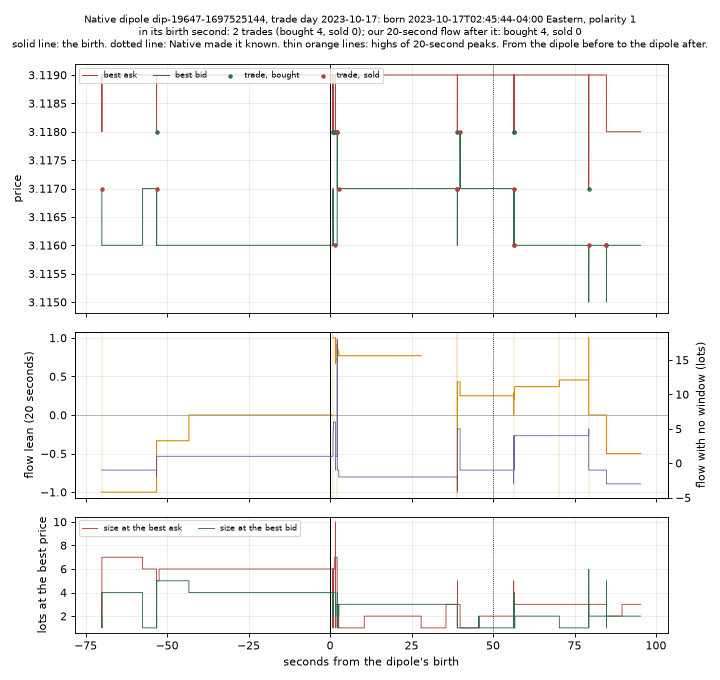 Native dipole dip-19647-1697525144, trade day 2023-10-17: born 2023-10-17T02:45:44-04:00 Eastern, polarity 1
in its birth second: 2 trades (bought 4, sold 0); our 20-second flow after it: bought 4, sold 0
solid line: the birth. dotted line: Native made it known. thin orange lines: highs of 20-second peaks. From the dipole before to the dipole after.
best ask
best bid
trade, bought
trade, sold
3.1190
3.1185
3.1180
3.1175
3.1170
3.1165
3.1160
3.1155
3.1150
price
1.0
0.5
0.0
−0.5
−1.0
flow lean (20 seconds)
15
10
5
0
−5
flow with no window (lots)
size at the best ask
size at the best bid
10
8
6
4
2
lots at the best price
−75
−50
−25
0
25
50
75
100
seconds from the dipole's birth